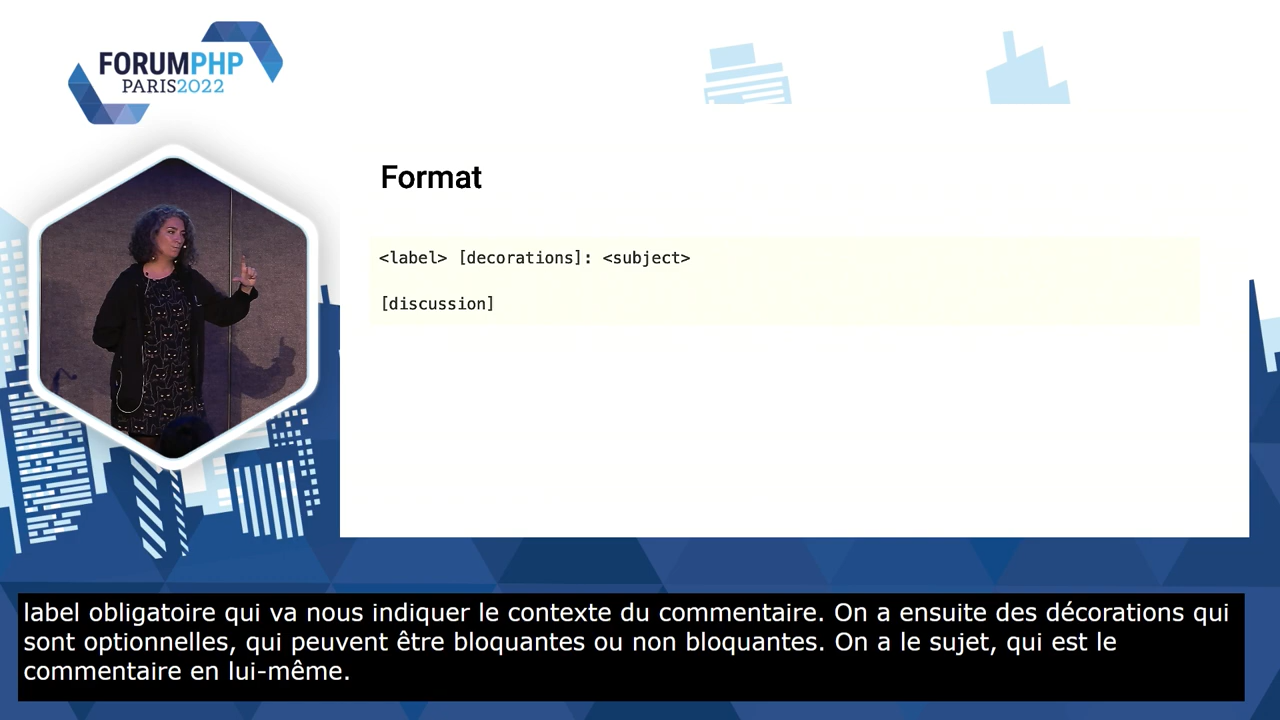 FORUMPHP
PARIS2022
Format
<label> [decorations]: <subject>
[discussion]
label obligatoire qui va nous indiquer le contexte du commentaire. On a ensuite des décorations qui
sont optionnelles, qui peuvent être bloquantes ou non bloquantes. On a le sujet, qui est le
commentaire en lui-même.